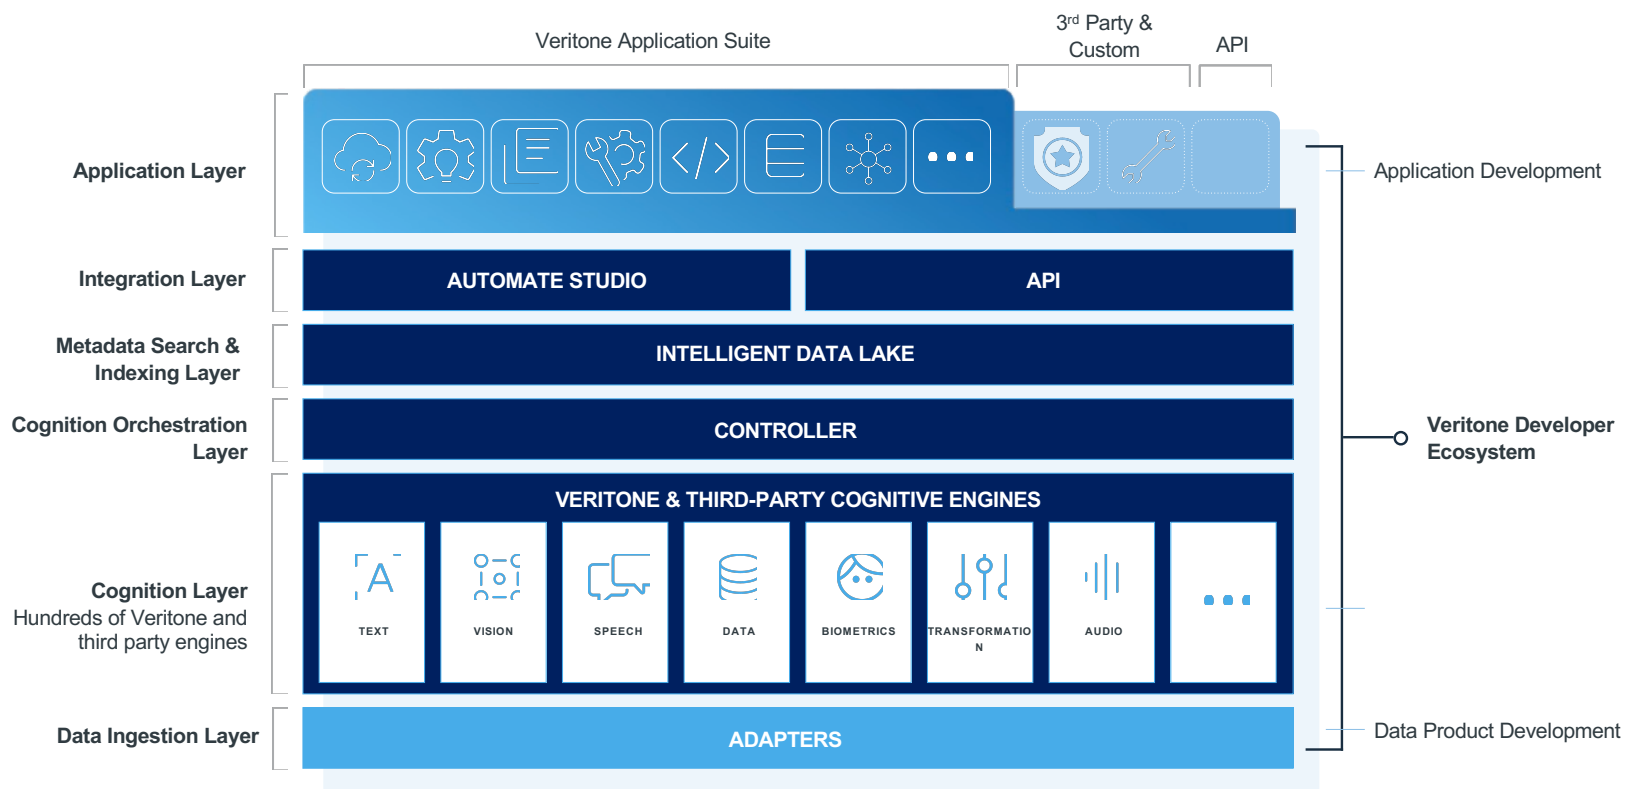 Veritone Application Suite
3rd Party &
Custom
API
Application Layer
Application Development
Integration Layer
AUTOMATE STUDIO
API
Metadata Search &
Indexing Layer
INTELLIGENT DATA LAKE
Cognition Orchestration
Layer
CONTROLLER
Veritone Developer
Ecosystem
VERITONE & THIRD-PARTY COGNITIVE ENGINES
Cognition Layer
Hundreds of Veritone and
third party engines
A
TEXT
VISION
SPEECH
DATA
BIOMETRICS
TRANSFORMATIO
N
AUDIO
Data Ingestion Layer
ADAPTERS
Data Product Development